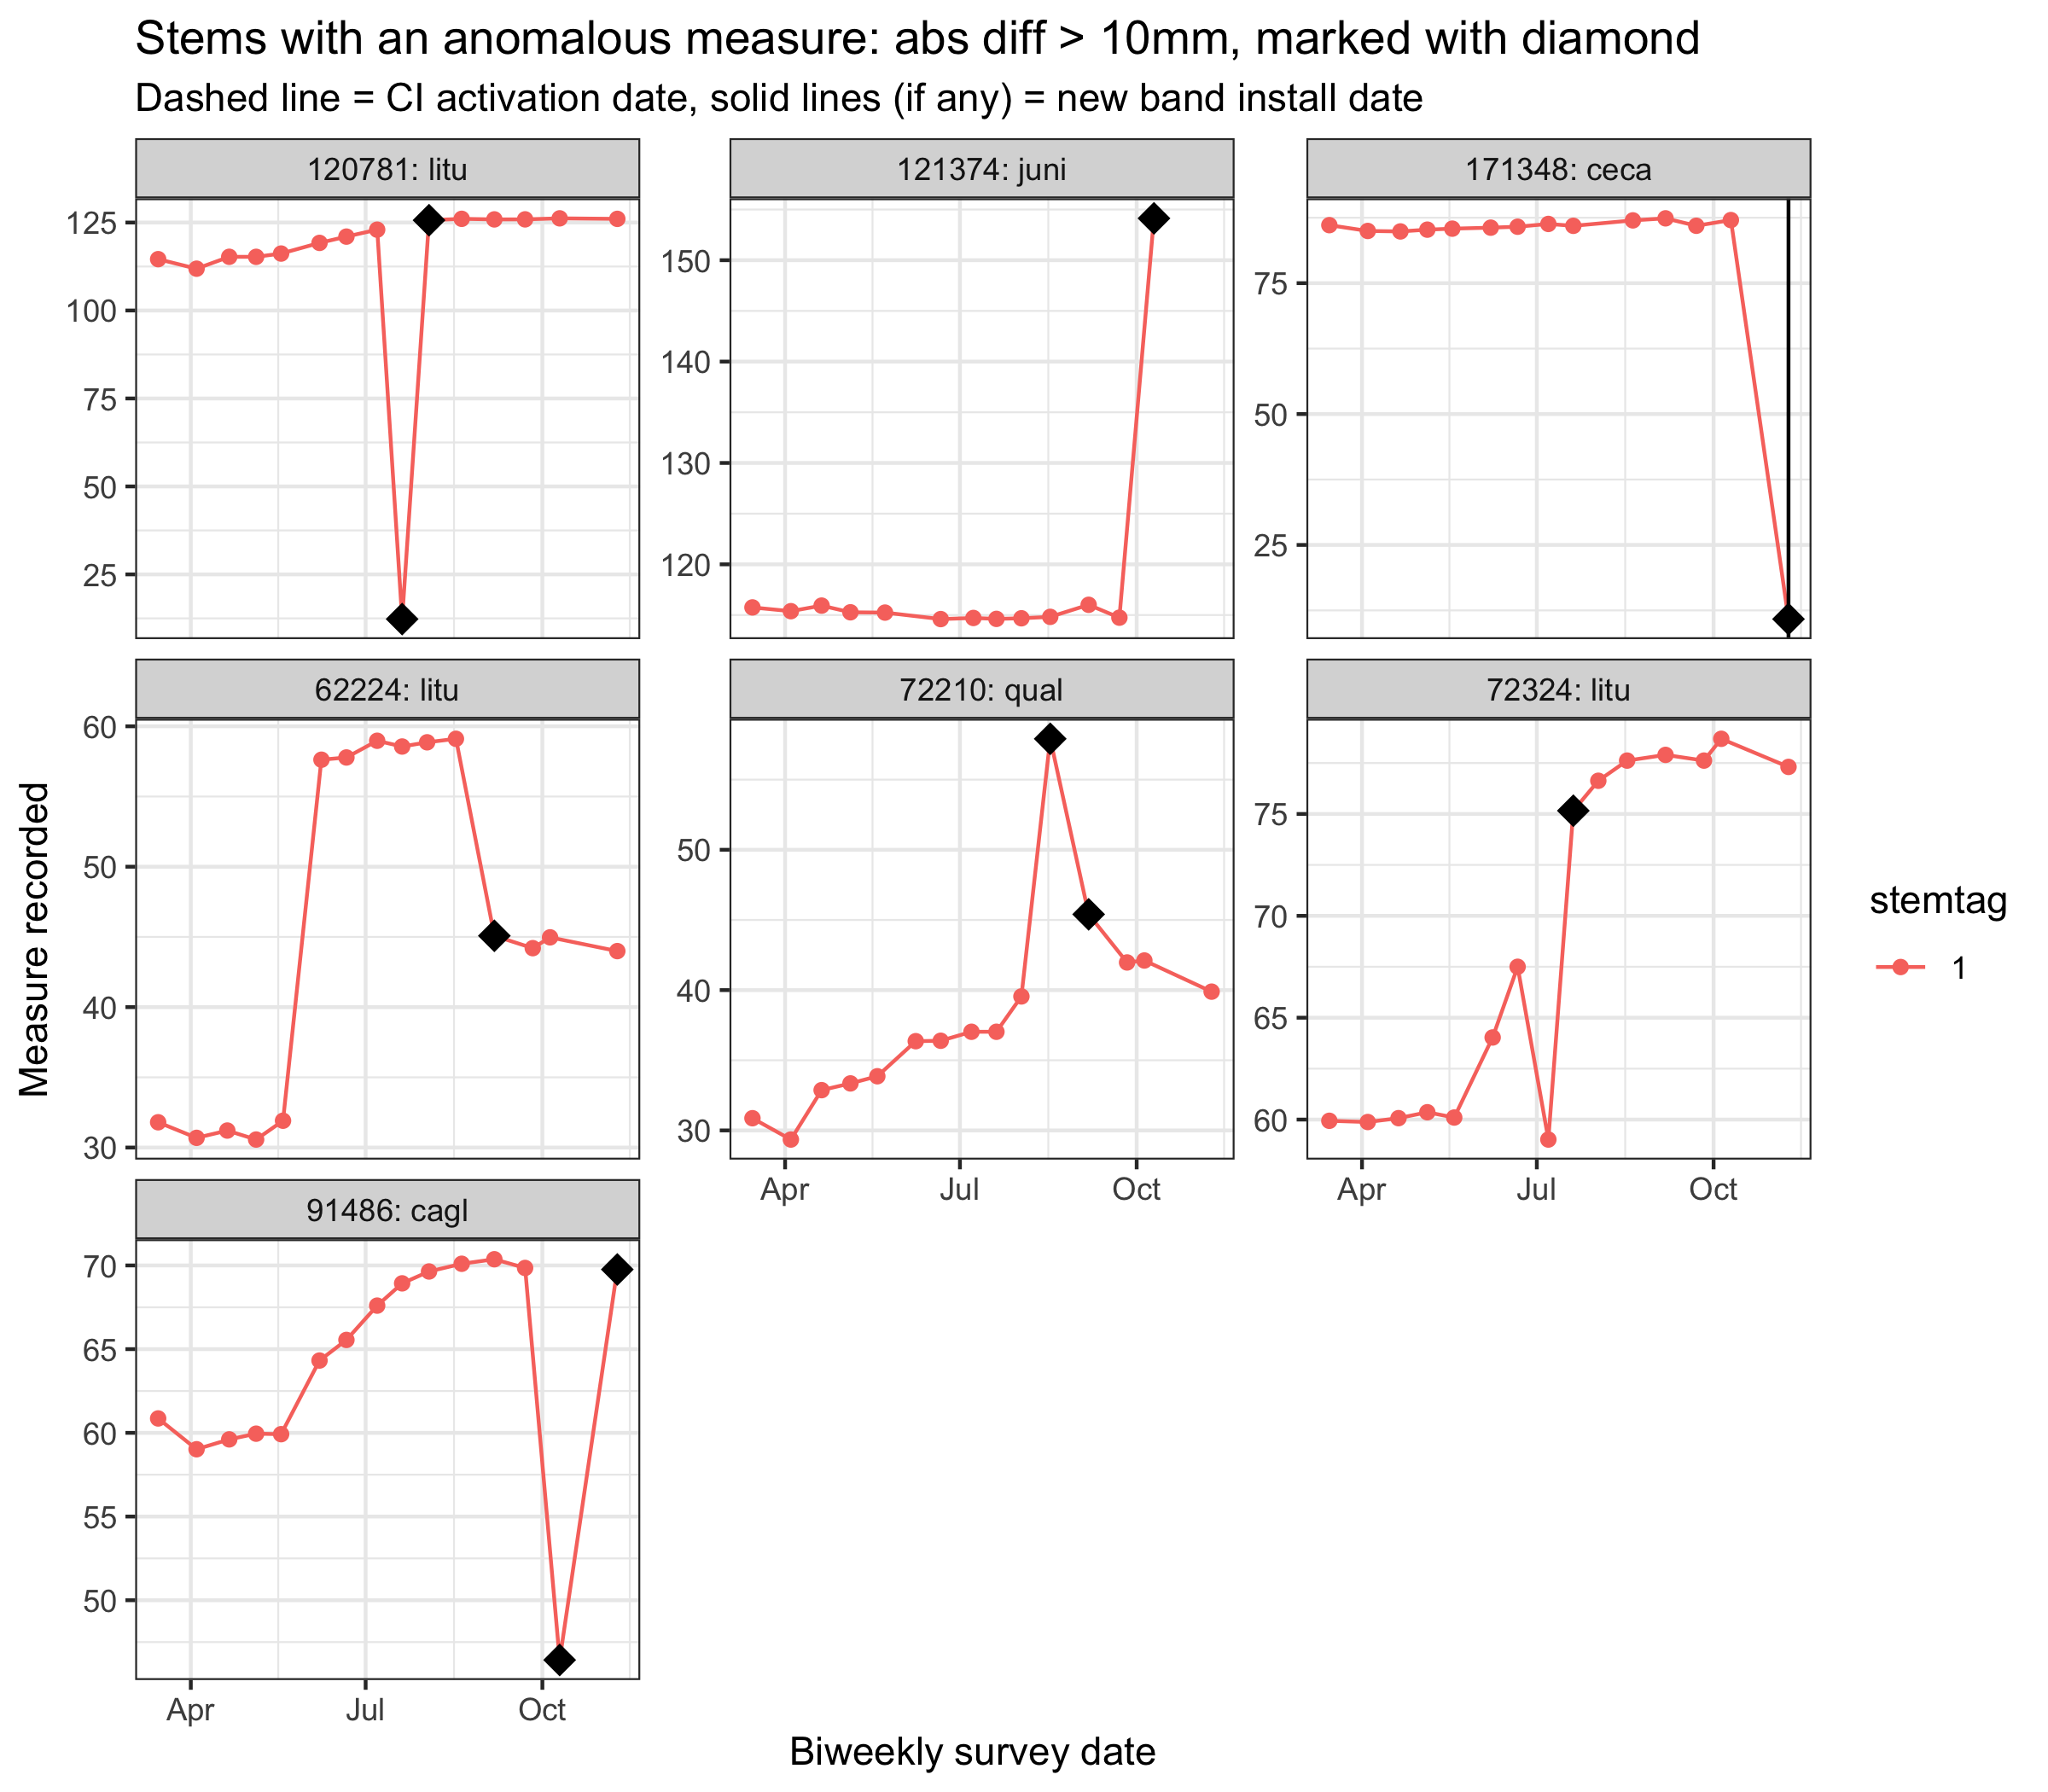 Stems with an anomalous measure: abs diff > 10mm, marked with diamond
Dashed line = CI activation date, solid lines (if any) = new band install date
120781: litu
121374: juni
171348: ceca
125
100
75
50
25
150
140
130
120
75
50
25
62224: litu
72210: qual
72324: litu
60
50
40
30
50
40
30
75
70
65
60
Apr
Jul
Oct
Apr
Jul
Oct
91486: cagl
70
65
60
55
50
Apr
Jul
Oct
Measure recorded
Biweekly survey date
stemtag
1